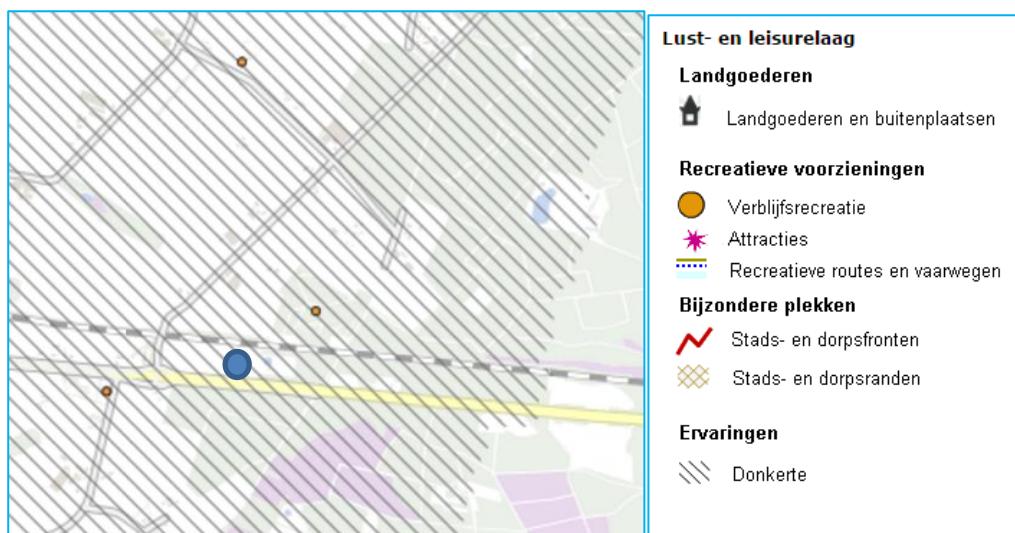 Lust- en leisurelaag
Landgoederen
Landgoederen en buitenplaatsen
Recreatieve voorzieningen
Verblijfsrecreatie
Attracties
Recreatieve routes en vaarwegen
Bijzondere plekken
Stads- en dorpsfronten
Stads- en dorpsranden
Ervaringen
Donkerte